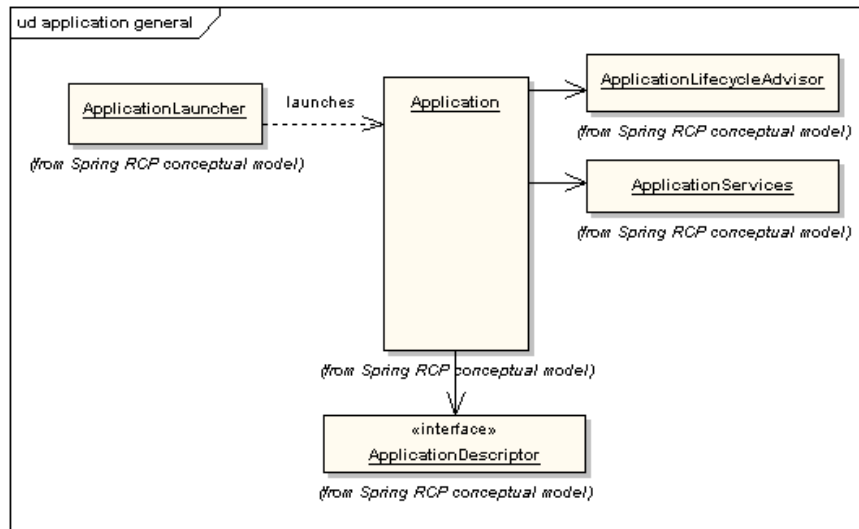 ud application general
ApplicationLauncher
(from Spring RCP conceptual model)
launches
Application
(from Spring RCP conceptual model)
ApplicationLifecycleAdvisor
(from Spring RCP conceptual model)
ApplicationServices
(from Spring RCP conceptual model)
«interface»
ApplicationDescriptor
(from Spring RCP conceptual model)